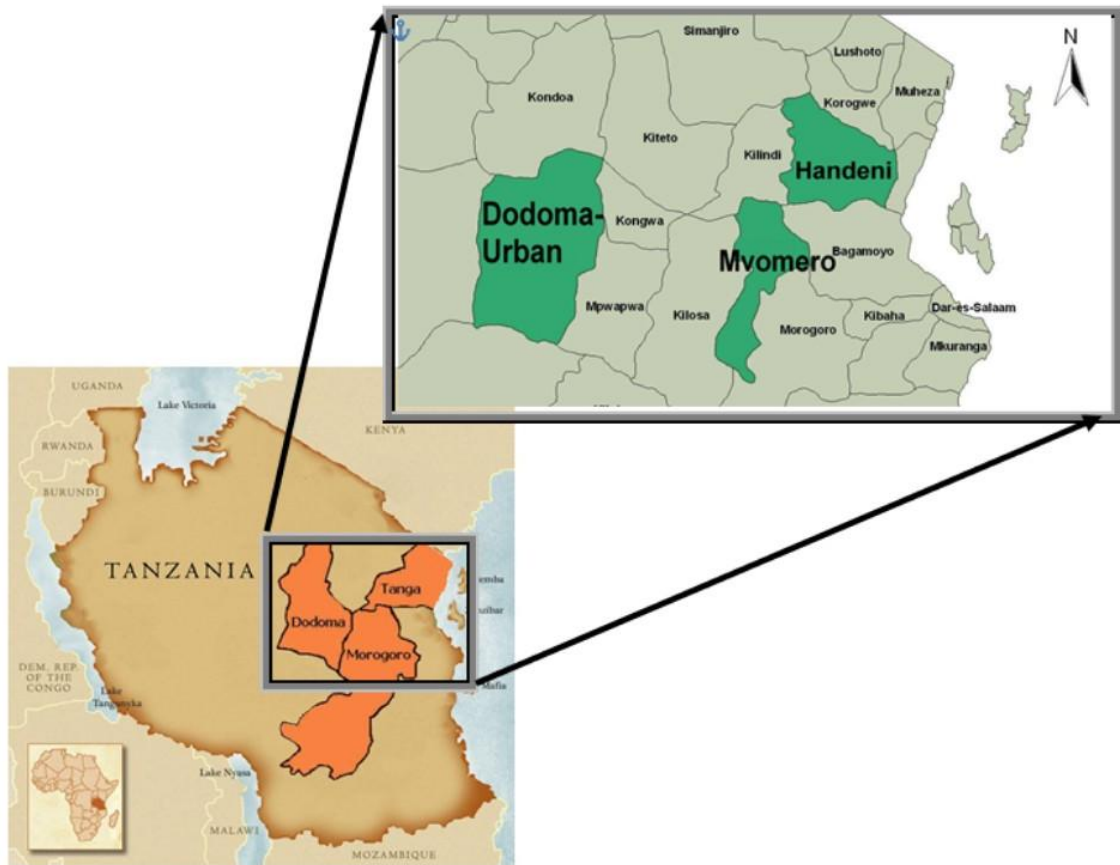 Simanjiro
N
Lushoto
Kondoa
Muheza
Korogwe
Kiteto
Kilindi
Handeni
Dodoma-
Urban
Kongwa
Mvomero
Bagamoyo
Mpwapwa
Kilosa
Morogoro
Kibaha
Dar-es-Salaam
Mkuranga
UGANDA
Lake Victoria
KENYA
RWANDA
BURUNDI
TANZANIA
Tanga
Dodoma
Morogoro
DEM. REP.
OF THE
CONGO
Lake
Tanganyika
Mafia
Lake Nyasa
MALAWI
MOZAMBIQUE